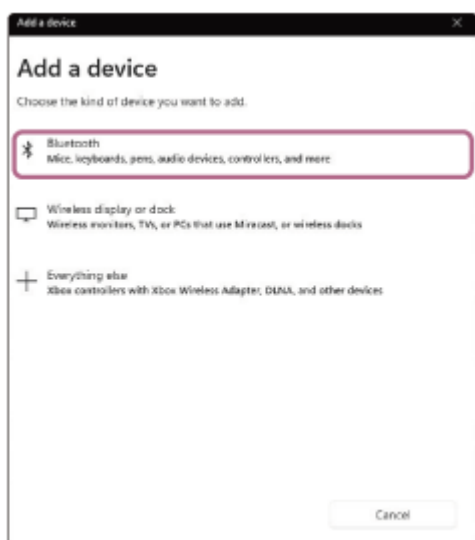 Add a device
Add a device
Choose the kind of device you want to add.
Bluetooth
Mice, keyboards, pens, audio devices, controllers, and more
Wireless display or dock
Wireless monitors, TVs, or PCs that use Miracast, or wireless docks
Everything else
Xbox controllers with Xbox Wireless Adapter, DLNA, and other devices
Cancel